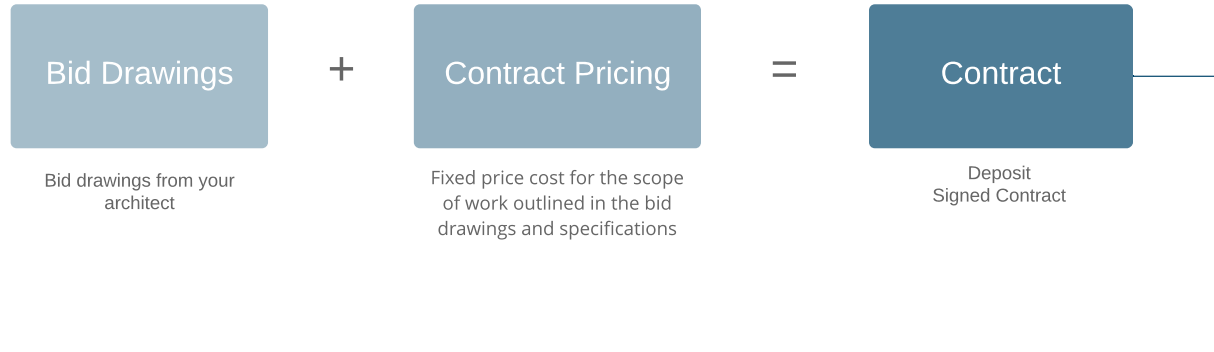 Bid Drawings
+
Contract Pricing
=
Contract
Bid drawings from your
architect
Fixed price cost for the scope
of work outlined in the bid
drawings and specifications
Deposit
Signed Contract